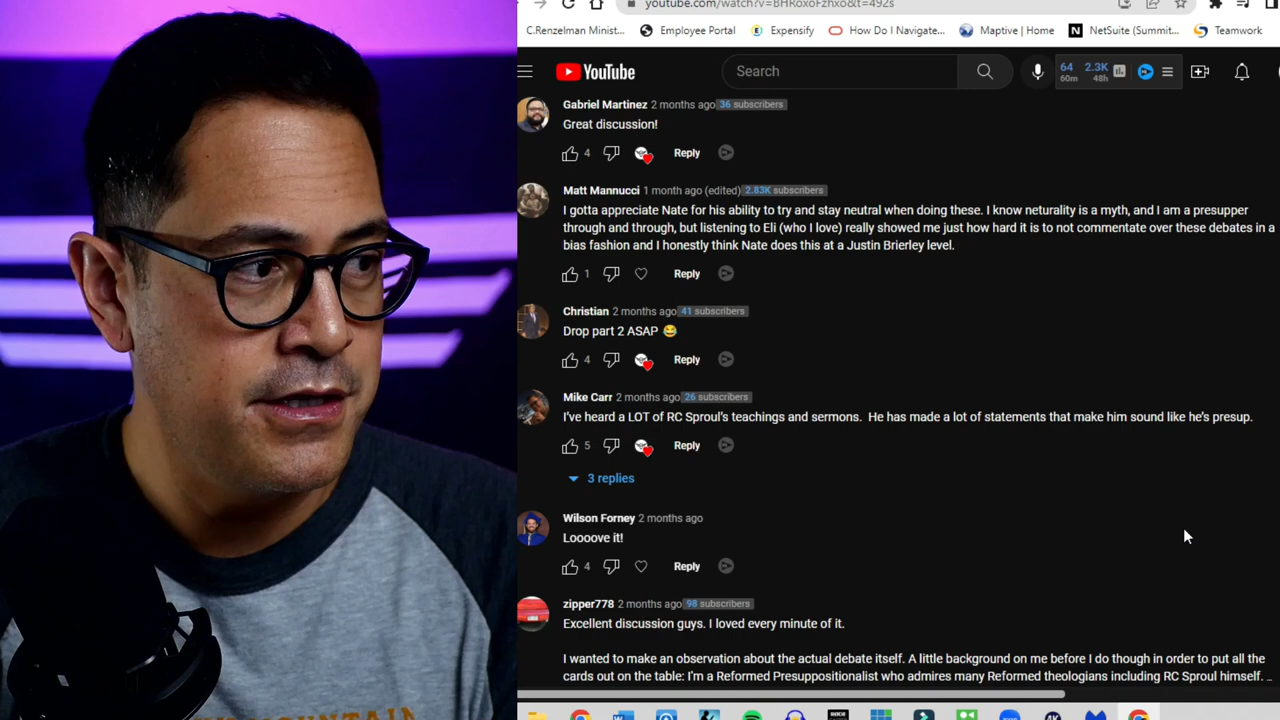 youtube.com/watch?v=BHRoxoFzhxo&t=492s
C.Renzelman Minist...
Employee Portal
Expensify
How Do I Navigate...
Maptive | Home
NetSuite (Summit...
Teamwork
YouTube
Search
64
60m
2.3K
48h
Gabriel Martinez 2 months ago 36 subscribers
Great discussion!
4 Reply
Matt Mannucci 1 month ago (edited) 2.83K subscribers
I gotta appreciate Nate for his ability to try and stay neutral when doing these. I know neturality is a myth, and I am a presupper
through and through, but listening to Eli (who I love) really showed me just how hard it is to not commentate over these debates in a
bias fashion and I honestly think Nate does this at a Justin Brierley level.
1 Reply
Christian 2 months ago 41 subscribers
Drop part 2 ASAP 😂
4 Reply
Mike Carr 2 months ago 26 subscribers
I've heard a LOT of RC Sproul's teachings and sermons. He has made a lot of statements that make him sound like he's presup.
5 Reply
3 replies
Wilson Forney 2 months ago
Loooove it!
4 Reply
zipper778 2 months ago 98 subscribers
Excellent discussion guys. I loved every minute of it.
I wanted to make an observation about the actual debate itself. A little background on me before I do though in order to put all the
cards out on the table: I'm a Reformed Presuppositionalist who admires many Reformed theologians including RC Sproul himself. ..